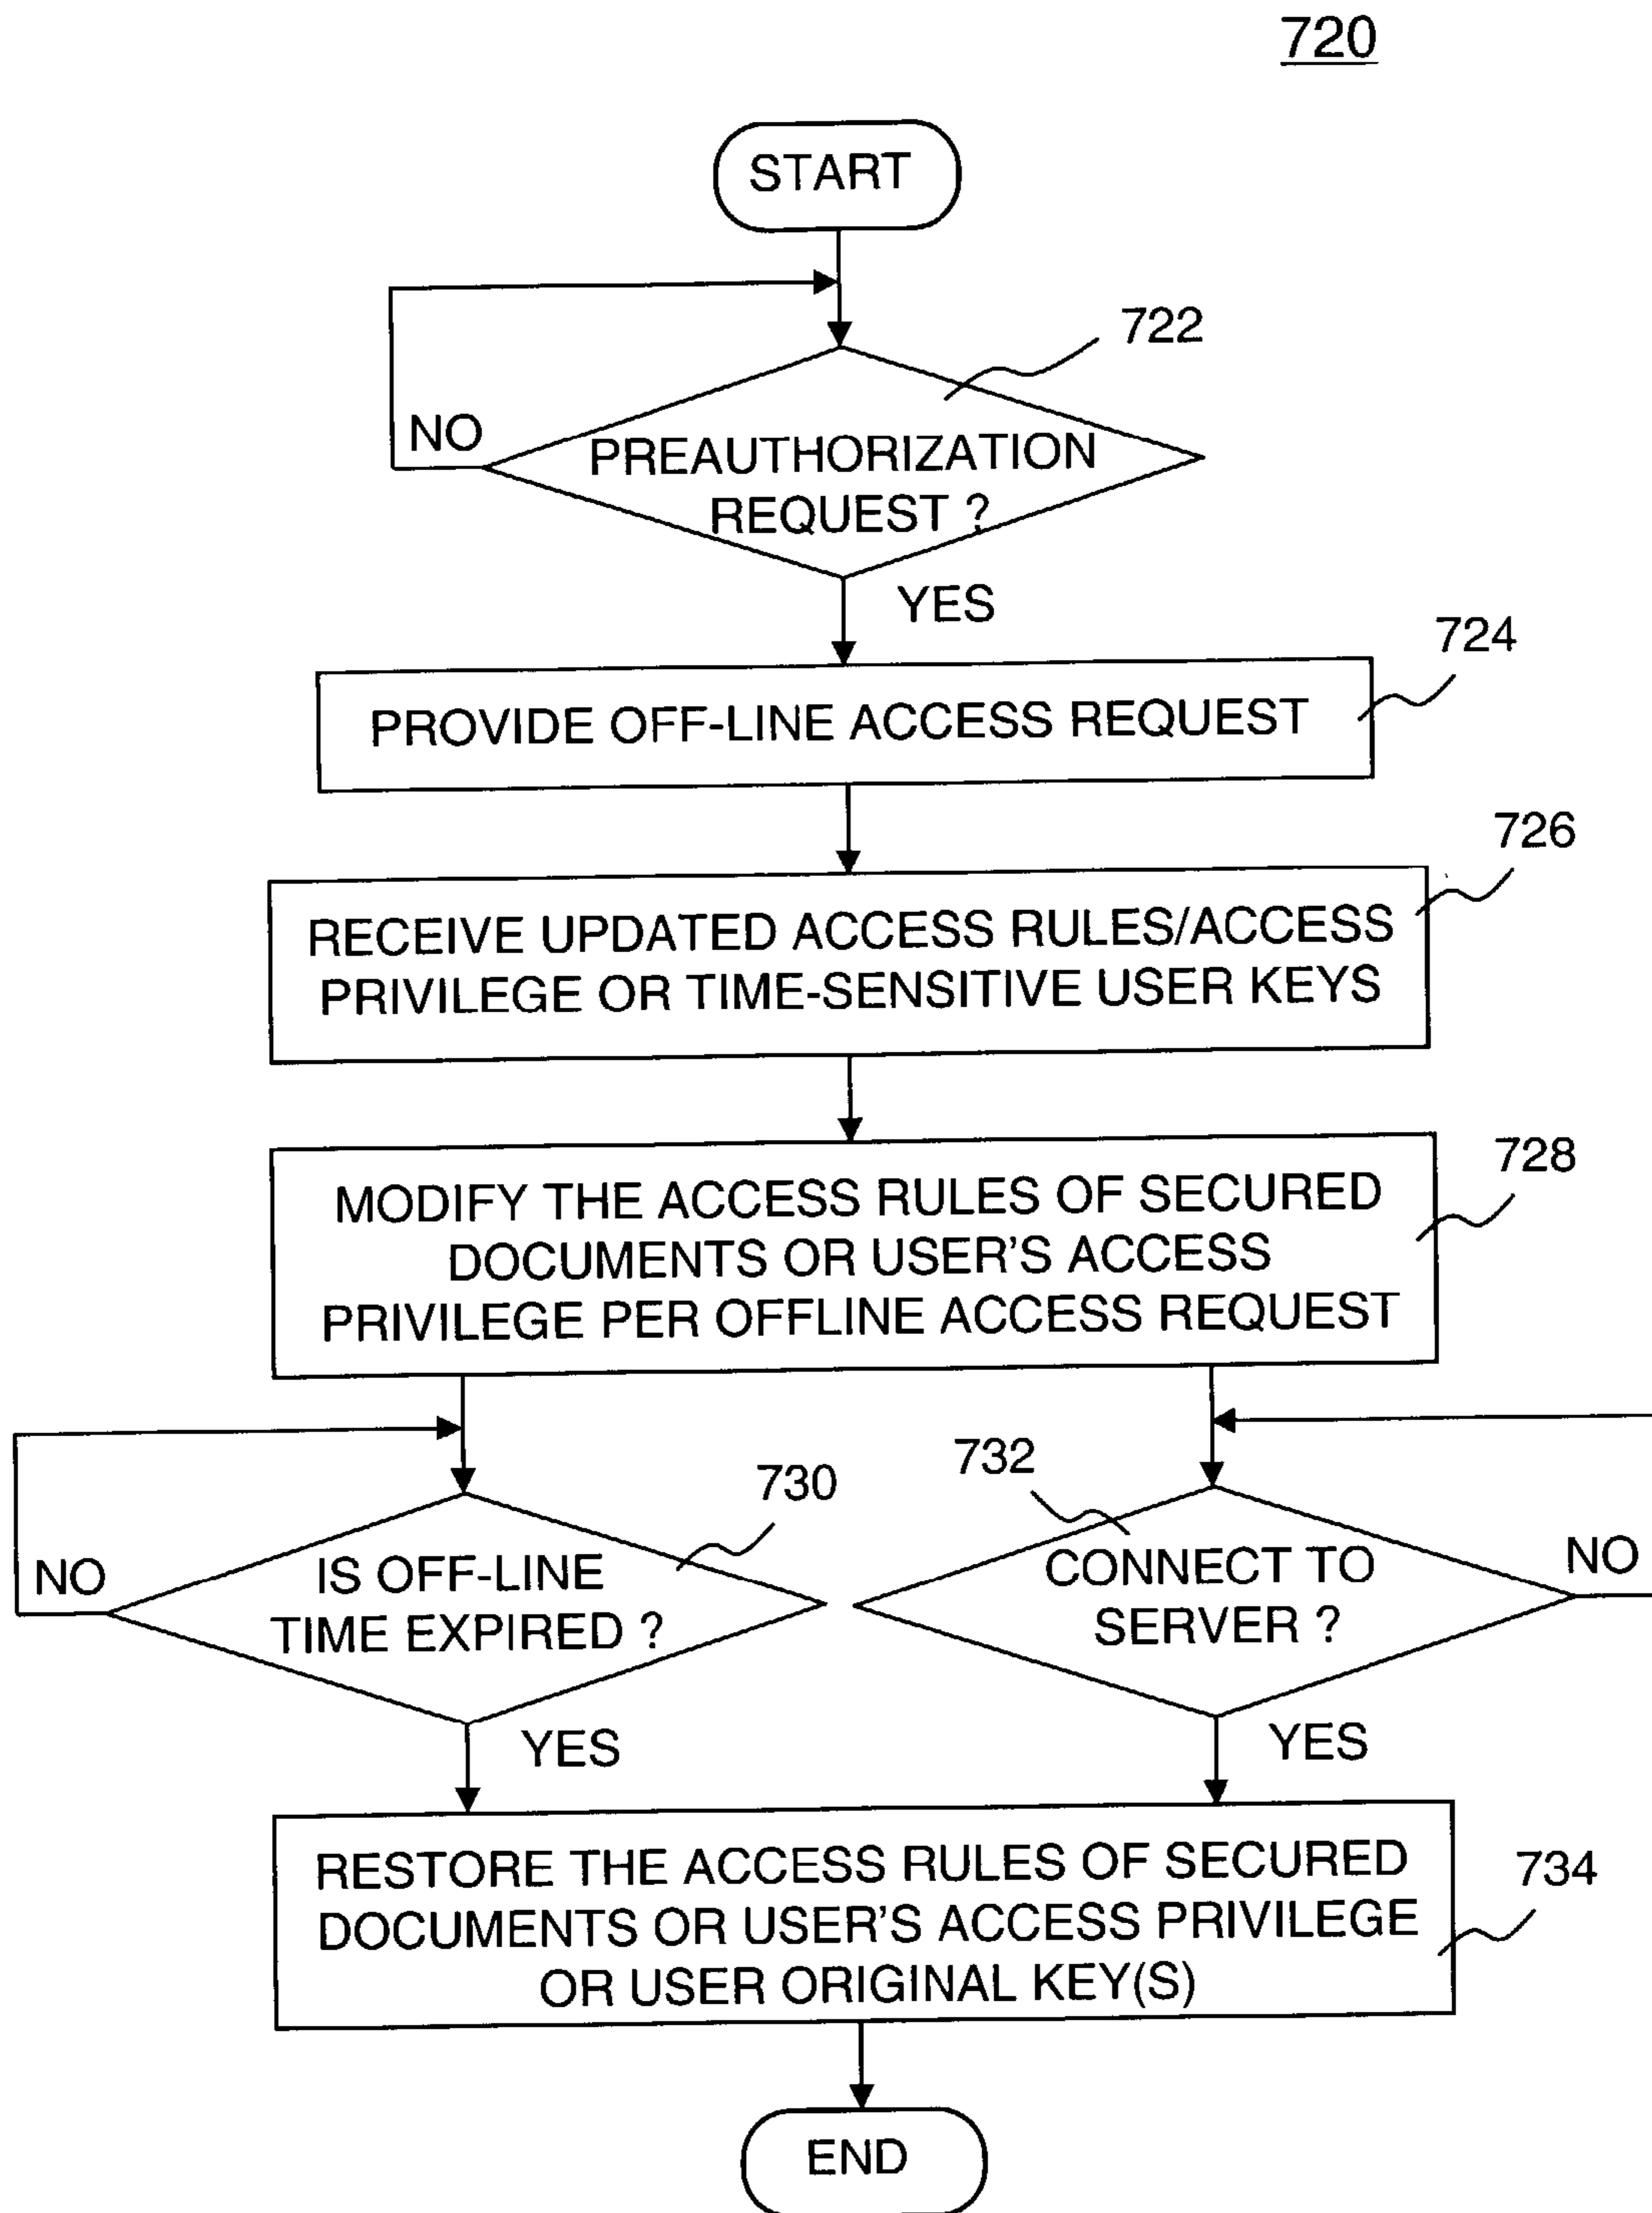 720
START
722
NO
PREAUTHORIZATION
REQUEST ?
YES
724
PROVIDE OFF-LINE ACCESS REQUEST
726
RECEIVE UPDATED ACCESS RULES/ACCESS
PRIVILEGE OR TIME-SENSITIVE USER KEYS
728
MODIFY THE ACCESS RULES OF SECURED
DOCUMENTS OR USER'S ACCESS
PRIVILEGE PER OFFLINE ACCESS REQUEST
730
732
NO
IS OFF-LINE
TIME EXPIRED ?
CONNECT TO
SERVER ?
NO
YES
YES
734
RESTORE THE ACCESS RULES OF SECURED
DOCUMENTS OR USER'S ACCESS PRIVILEGE
OR USER ORIGINAL KEY(S)
END